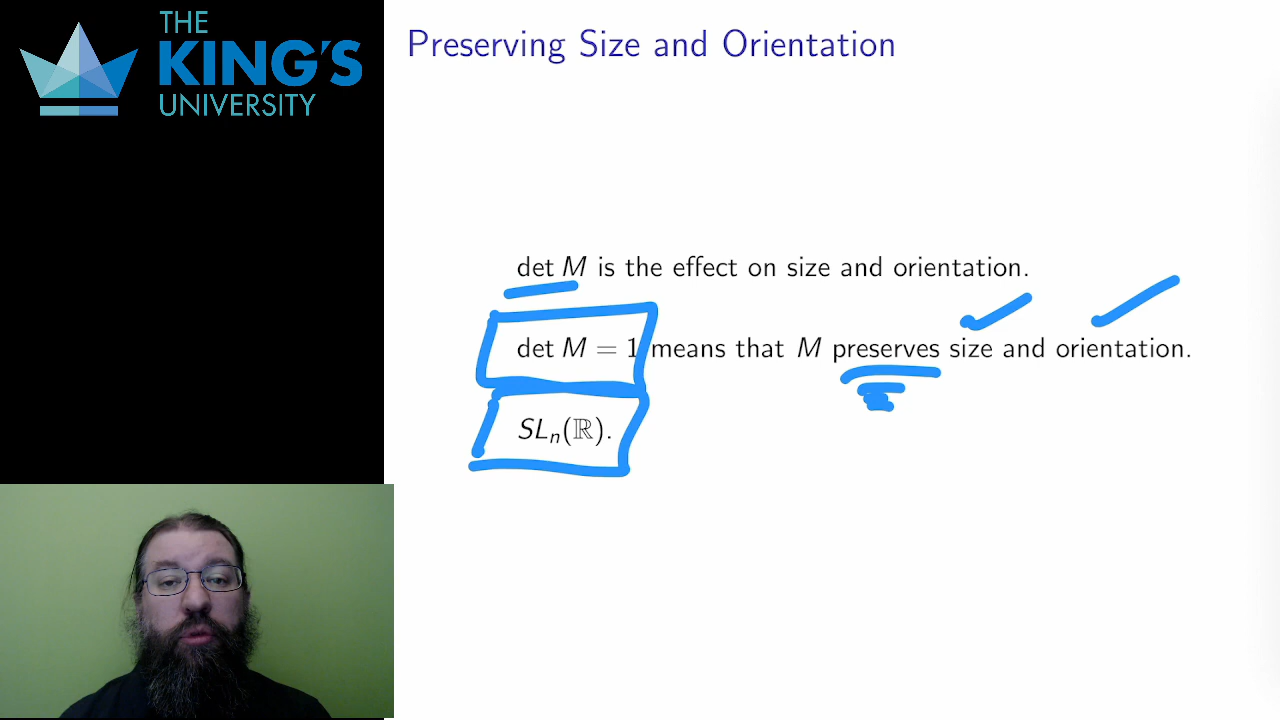 THE
KING'S
UNIVERSITY
Preserving Size and Orientation
det M is the effect on size and orientation.
det M = 1 means that M preserves size and orientation.
SLₙ(ℝ).